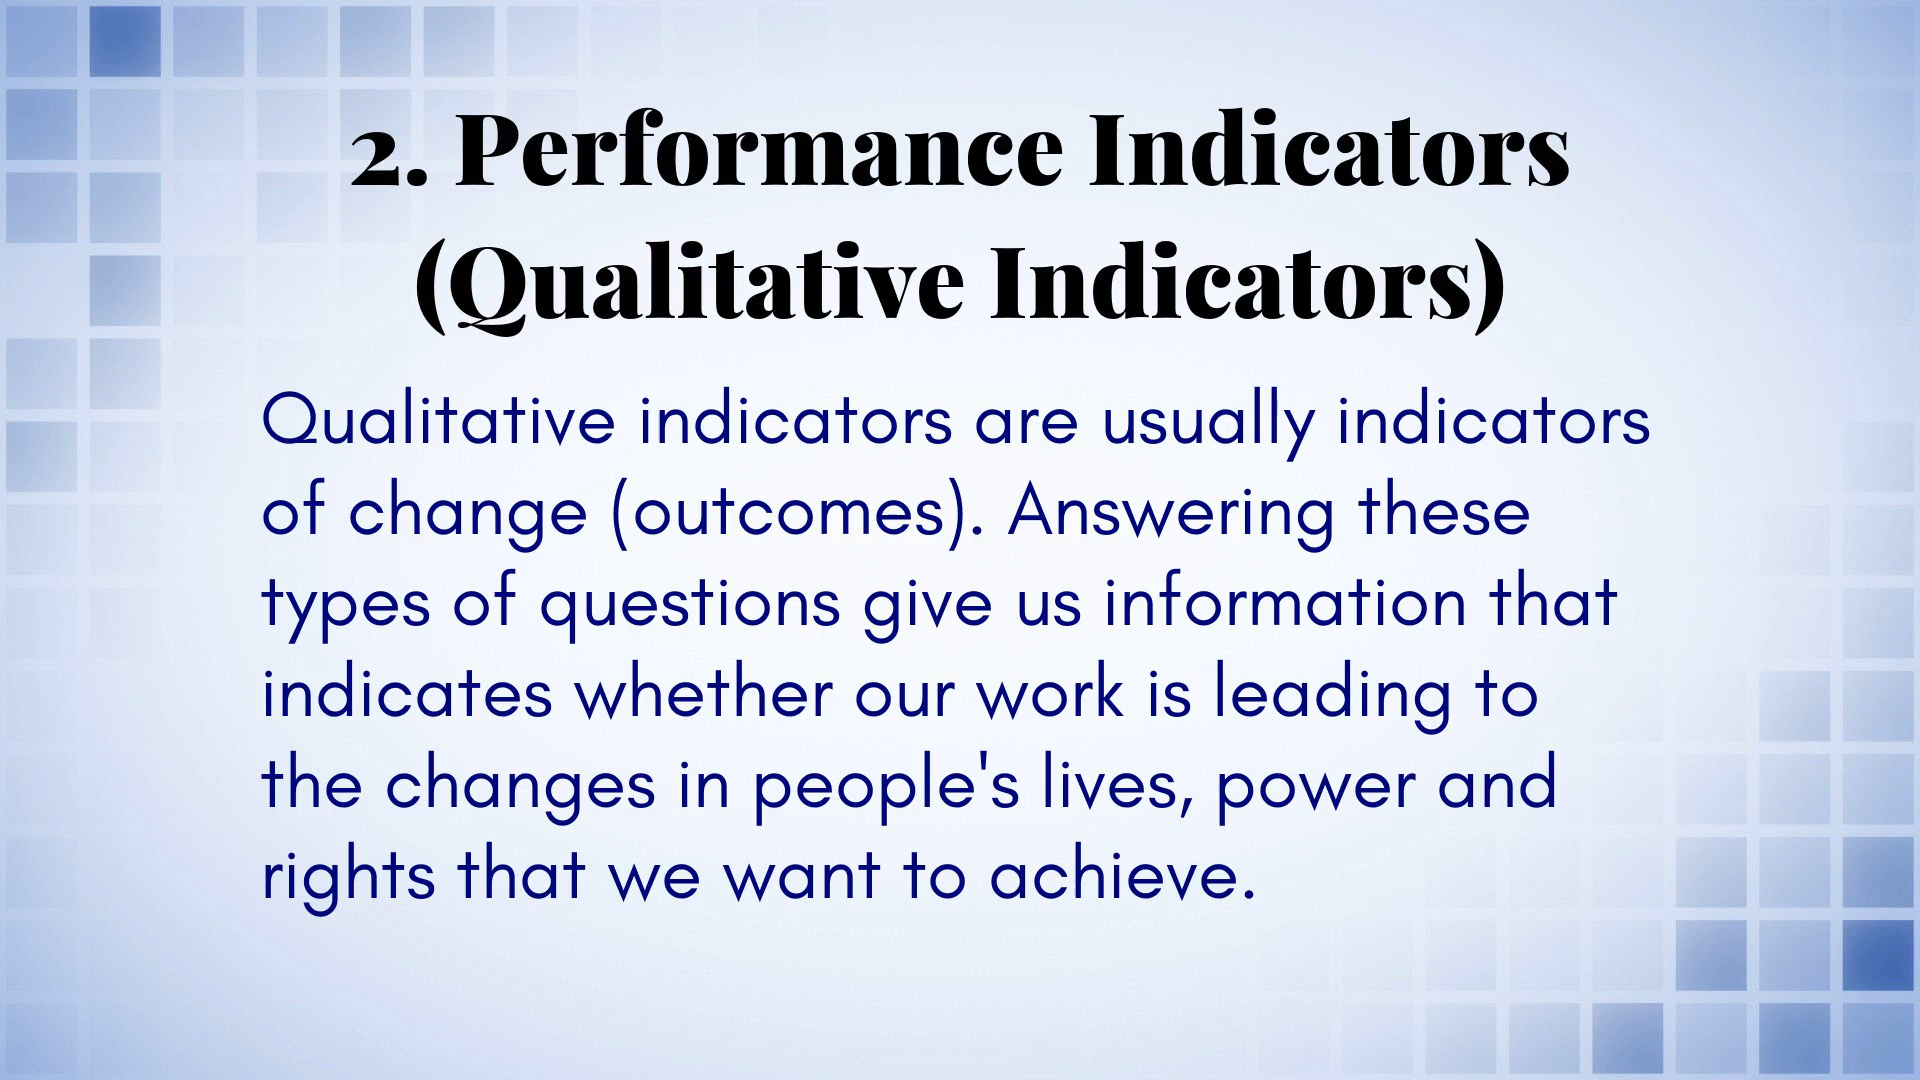 2. Performance Indicators
(Qualitative Indicators)
Qualitative indicators are usually indicators
of change (outcomes). Answering these
types of questions give us information that
indicates whether our work is leading to
the changes in people's lives, power and
rights that we want to achieve.